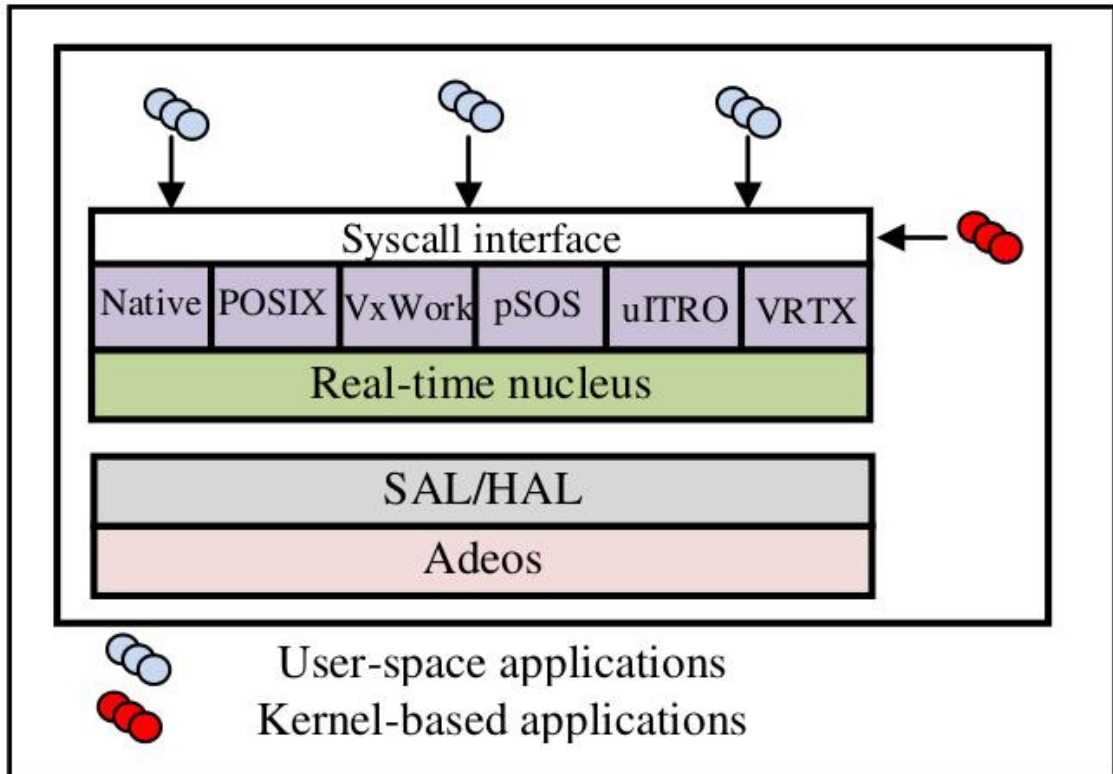 Syscall interface
Native POSIX VxWork pSOS uITRO VRTX
Real-time nucleus
SAL/HAL
Adeos
User-space applications
Kernel-based applications